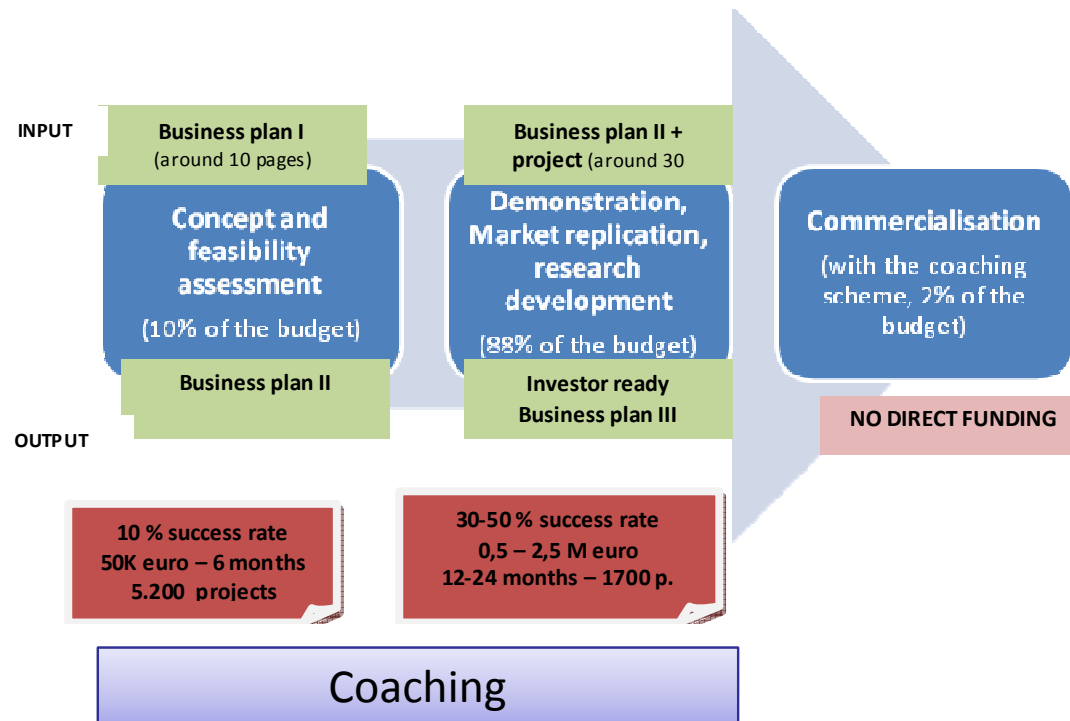 INPUT
Business plan I
(around 10 pages)
Business plan II +
project (around 30
Concept and
feasibility
assessment
(10% of the budget)
Demonstration,
Market replication,
research
development
(88% of the budget)
Commercialisation
(with the coaching
scheme, 2% of the
budget)
Business plan II
Investor ready
Business plan III
OUTPUT
NO DIRECT FUNDING
10 % success rate
50K euro – 6 months
5.200 projects
30-50 % success rate
0,5 – 2,5 M euro
12-24 months – 1700 p.
Coaching